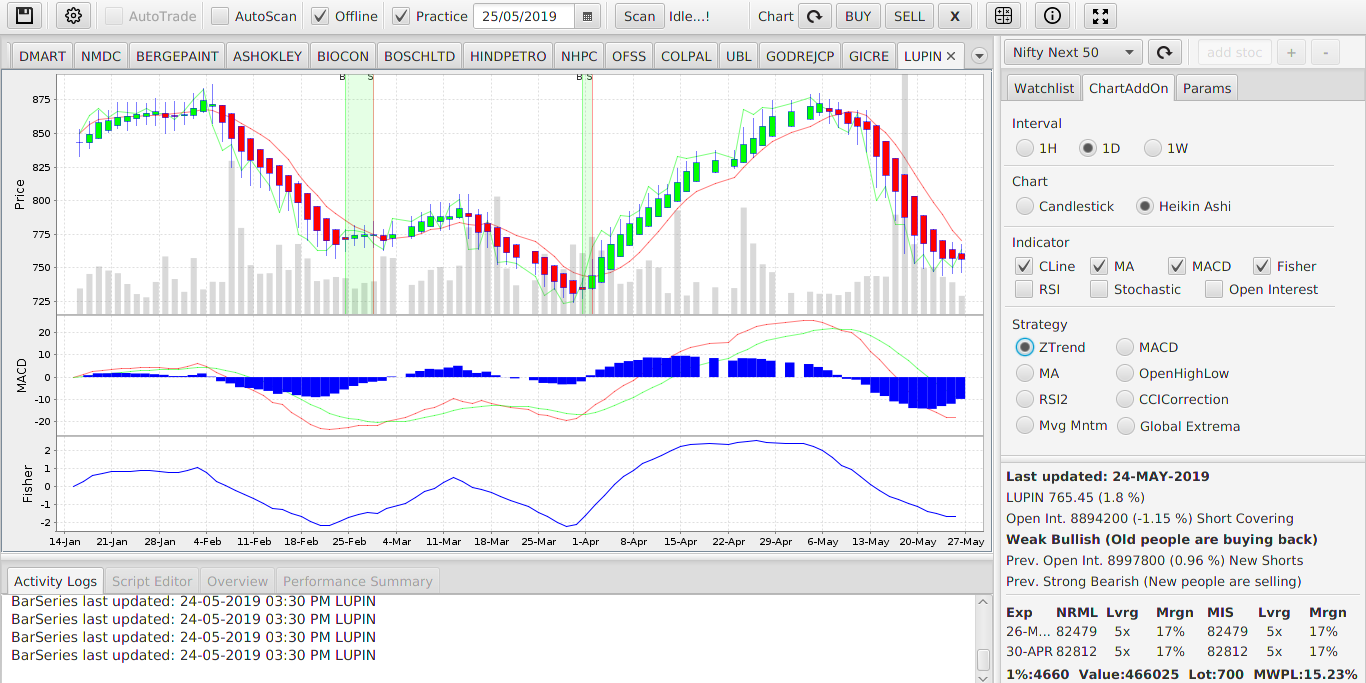 AutoTrade AutoScan Offline Practice 25/05/2019 Scan Idle...! Chart BUY SELL X
DMART NMDC BERGEPAINT ASHOKLEY BIOCON BOSCHLTD HINDPETRO NHPC OFSS COLPAL UBL GODREJCP GICRE LUPIN
B S B S
Price
875
850
825
800
775
750
725
MACD
20
10
0
-10
-20
Fisher
2
1
0
-1
-2
14-Jan 21-Jan 28-Jan 4-Feb 11-Feb 18-Feb 25-Feb 4-Mar 11-Mar 18-Mar 25-Mar 1-Apr 8-Apr 15-Apr 22-Apr 29-Apr 6-May 13-May 20-May 27-May
Activity Logs Script Editor Overview Performance Summary
BarSeries last updated: 24-05-2019 03:30 PM LUPIN
BarSeries last updated: 24-05-2019 03:30 PM LUPIN
BarSeries last updated: 24-05-2019 03:30 PM LUPIN
BarSeries last updated: 24-05-2019 03:30 PM LUPIN
Nifty Next 50 add stoc + -
Watchlist ChartAddOn Params
Interval
1H 1D 1W
Chart
Candlestick Heikin Ashi
Indicator
CLine MA MACD Fisher
RSI Stochastic Open Interest
Strategy
ZTrend MACD
MA OpenHighLow
RSI2 CCICorrection
Mvg Mntm Global Extrema
Last updated: 24-MAY-2019
LUPIN 765.45 (1.8 %)
Open Int. 8894200 (-1.15 %) Short Covering
Weak Bullish (Old people are buying back)
Prev. Open Int. 8997800 (0.96 %) New Shorts
Prev. Strong Bearish (New people are selling)
Exp NRML Lvrg Mrgn MIS Lvrg Mrgn
26-M... 82479 5x 17% 82479 5x 17%
30-APR 82812 5x 17% 82812 5x 17%
1%:4660 Value:466025 Lot:700 MWPL:15.23%